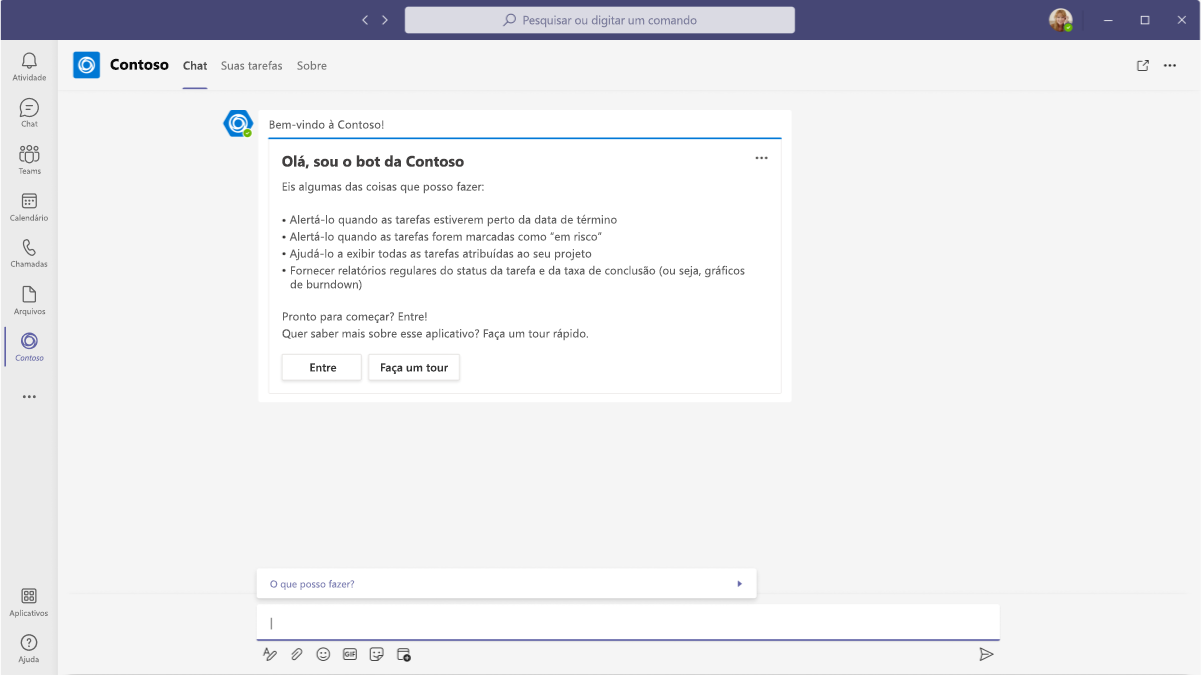 Pesquisar ou digitar um comando
Atividade
Chat
Teams
Calendário
Chamadas
Arquivos
Contoso
Aplicativos
Ajuda
Contoso Chat Suas tarefas Sobre
Bem-vindo à Contoso!
Olá, sou o bot da Contoso
Eis algumas das coisas que posso fazer:
• Alertá-lo quando as tarefas estiverem perto da data de término
• Alertá-lo quando as tarefas forem marcadas como “em risco”
• Ajudá-lo a exibir todas as tarefas atribuídas ao seu projeto
• Fornecer relatórios regulares do status da tarefa e da taxa de conclusão (ou seja, gráficos
de burndown)
Pronto para começar? Entre!
Quer saber mais sobre esse aplicativo? Faça um tour rápido.
Entre Faça um tour
O que posso fazer?
GIF